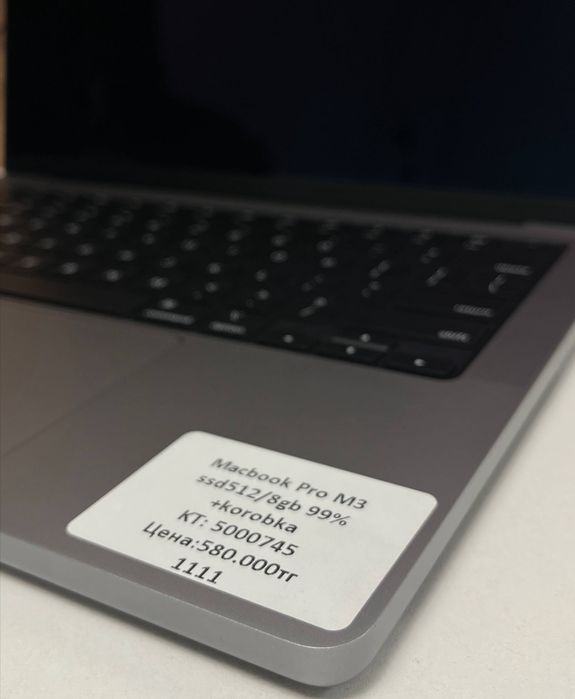 Macbook Pro M3
ssd512/8gb 99%
+korobka
КТ: 5000745
Цена:580.000тг
1111